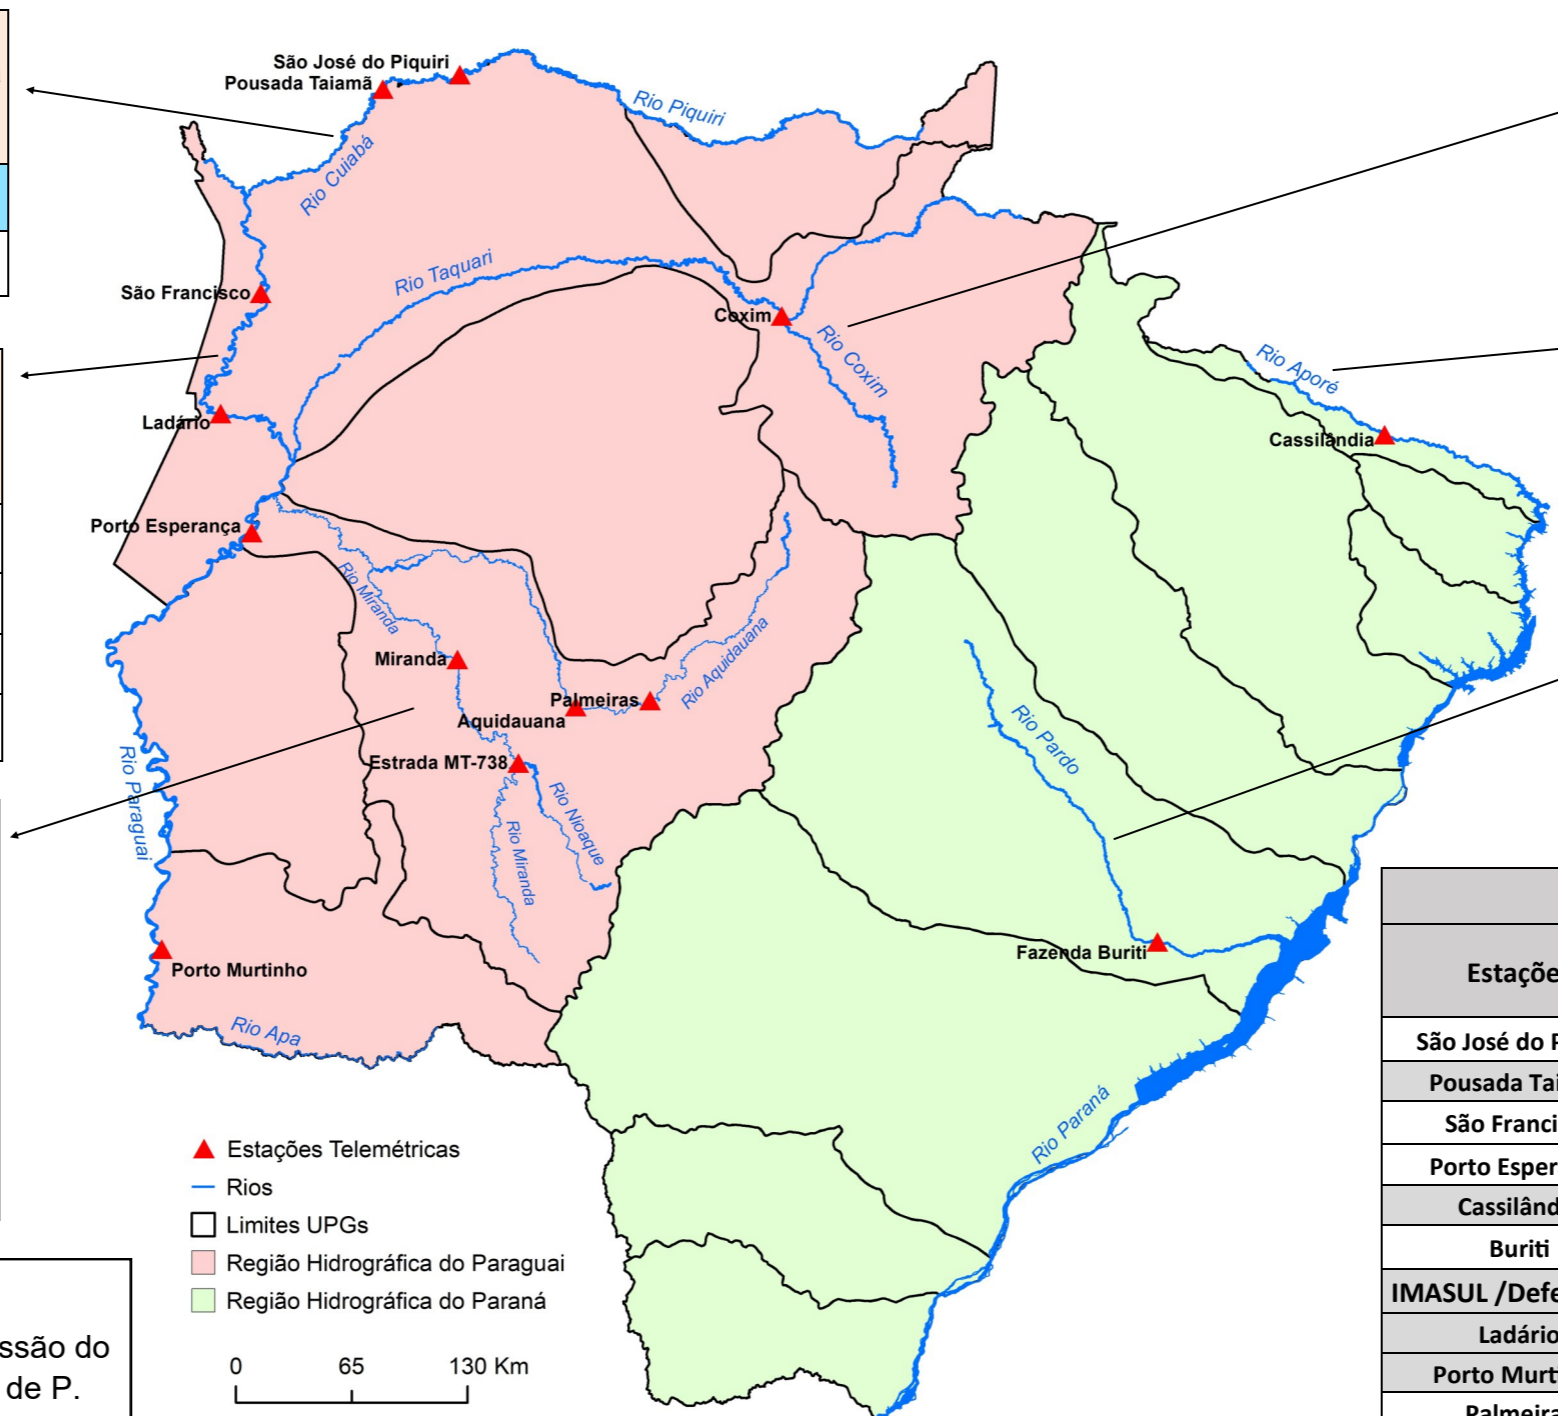 São José do Piquiri
Pousada Taiamã
Rio Piquiri
Rio Cuiabá
Rio Taquari
São Francisco
Coxim
Rio Coxim
Rio Aporé
Ladário
Cassilândia
Porto Esperança
Rio Miranda
Miranda
Palmeiras
Rio Aquidauana
Aquidauana
Rio Pardo
Estrada MT-738
Rio Paraguai
Rio Nioaque
Rio Miranda
Fazenda Buriti
Porto Murtinho
Rio Apa
Rio Paraná
Estações Telemétricas
Rios
Limites UPGs
Região Hidrográfica do Paraguai
Região Hidrográfica do Paraná
0 65 130 Km
ssão do
de P.
Estaçõe
São José do P
Pousada Tai
São Franci
Porto Esper
Cassilând
Buriti
IMASUL /Defe
Ladário
Porto Murt
Palmeira